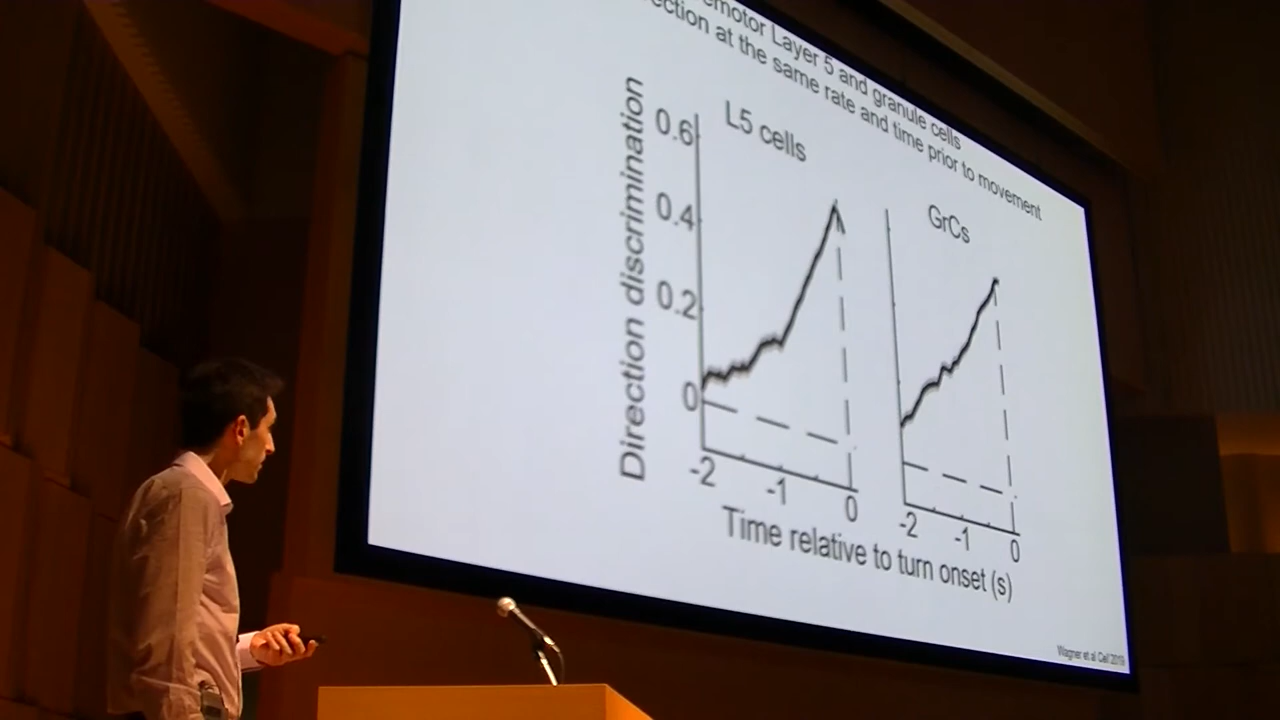 emotor Layer 5 and granule cells
ection at the same rate and time prior to movement
L5 cells
GrCs
Direction discrimination
0.6
0.4
0.2
0
-2 -1 0
-2 -1 0
Time relative to turn onset (s)
Wagner et al Cell 2019